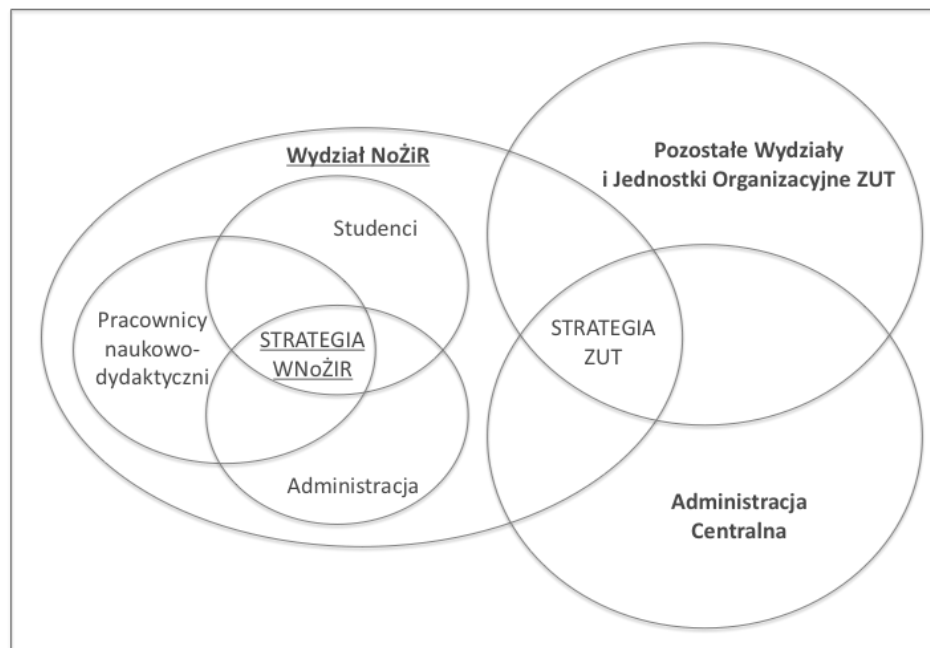 Wydział NoŻiR
Pozostałe Wydziały
i Jednostki Organizacyjne ZUT
Studenci
Pracownicy
naukowo-
dydaktyczni
STRATEGIA
WNoŻIR
STRATEGIA
ZUT
Administracja
Administracja
Centralna